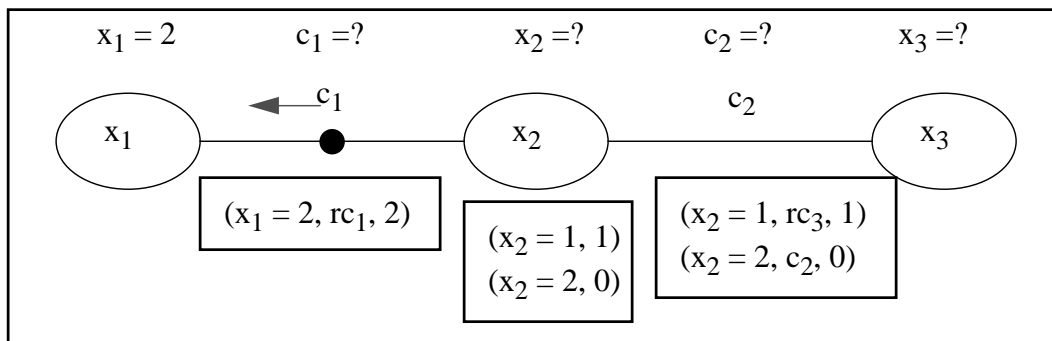 x₁ = 2 c₁ =? x₂ =? c₂ =? x₃ =?
c₁ c₂
x₁ x₂ x₃
(x₁ = 2, rc₁, 2)
(x₂ = 1, 1)
(x₂ = 2, 0)
(x₂ = 1, rc₃, 1)
(x₂ = 2, c₂, 0)